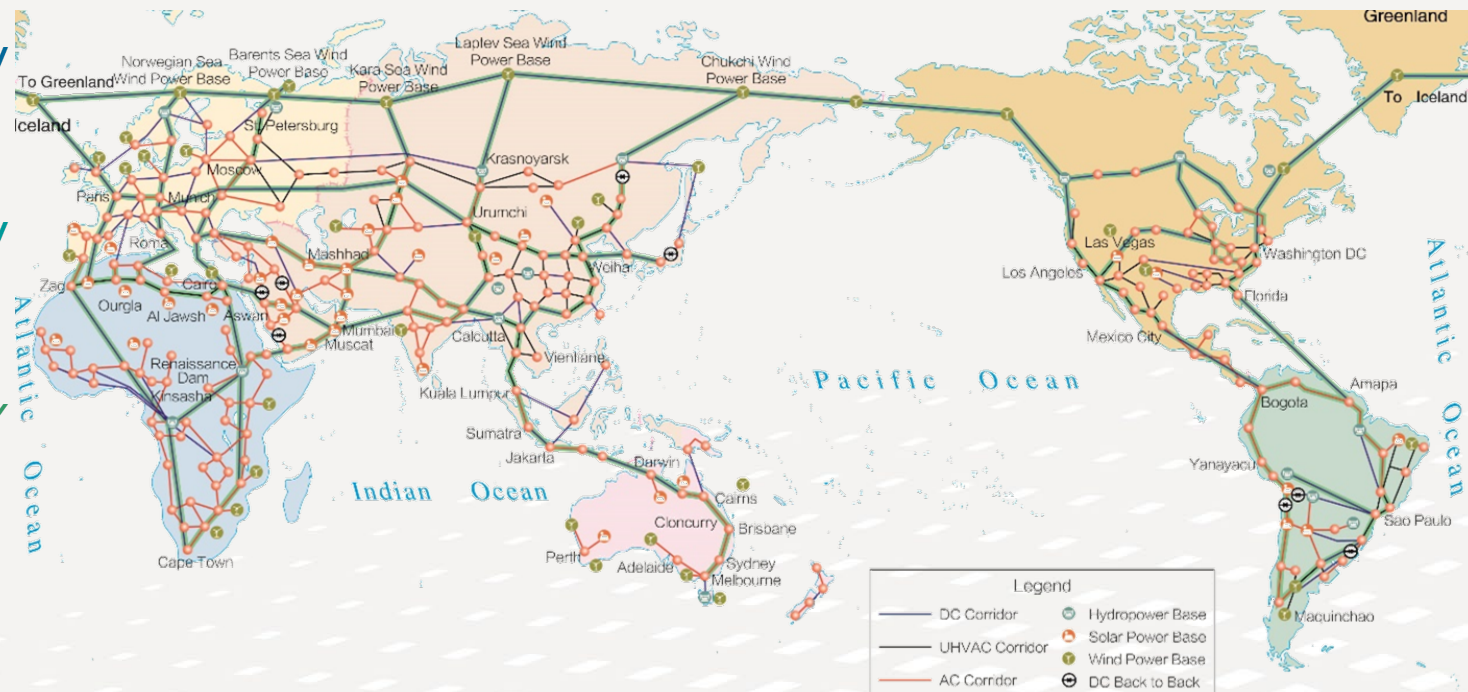 Greenland
Laptev Sea Wind
Power Base
Barents Sea Wind
Power Base
Norwegian Sea
Wind Power Base
Chukchi Wind
Power Base
Kara Sea Wind
Power Base
To Greenland
To Iceland
Iceland
St. Petersburg
Krasnoyarsk
Moscow
Paris
Munich
Urumchi
Roma
Las Vegas
Washington DC
Mashhad
Weihai
Los Angeles
Zag
Cairo
Florida
Ourgla
Al Jawsh
Aswan
Mumbai
Muscat
Calcutta
Mexico City
Vienliane
Renaissance
Dam
Kinsasha
Kuala Lumpur
Pacific Ocean
Amapa
Bogota
Sumatra
Jakarta
Darwin
Yanayacu
Indian Ocean
Cairns
Cloncurry
Brisbane
Sao Paulo
Perth
Adelaide
Sydney
Melbourne
Cape Town
Maquinchao
Atlantic Ocean
Atlantic Ocean
Legend
DC Corridor
Hydropower Base
Solar Power Base
UHVAC Corridor
Wind Power Base
AC Corridor
DC Back to Back